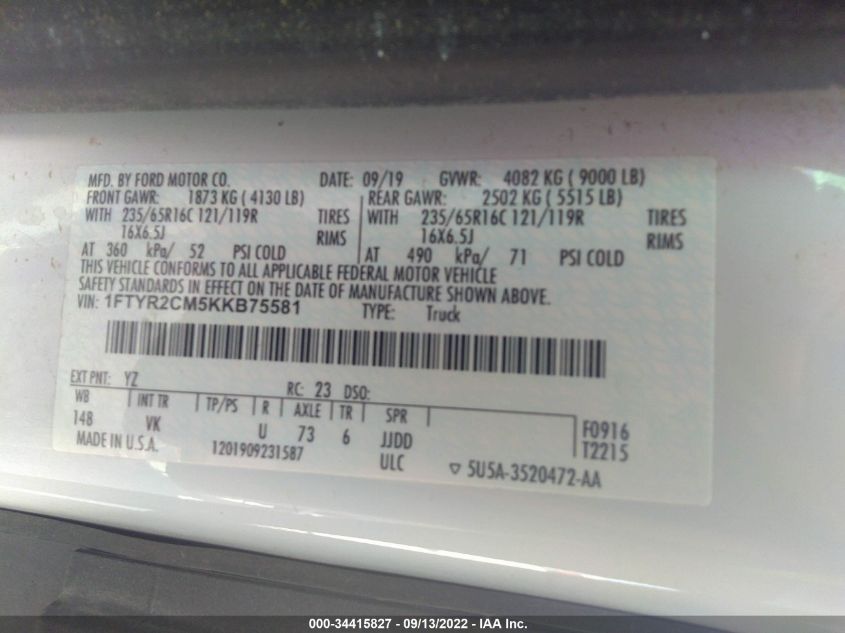 MFD. BY FORD MOTOR CO. DATE: 09/19 GVWR: 4082 KG ( 9000 LB)
FRONT GAWR: 1873 KG ( 4130 LB) REAR GAWR: 2502 KG ( 5515 LB)
WITH 235/65R16C 121/119R TIRES WITH 235/65R16C 121/119R TIRES
16X6.5J RIMS 16X6.5J RIMS
AT 360 kPa/ 52 PSI COLD AT 490 kPa/ 71 PSI COLD
THIS VEHICLE CONFORMS TO ALL APPLICABLE FEDERAL MOTOR VEHICLE
SAFETY STANDARDS IN EFFECT ON THE DATE OF MANUFACTURE SHOWN ABOVE.
VIN: 1FTYR2CM5KKB75581 TYPE: Truck
EXT PNT: YZ RC: 23 DSO:
WB INT TR TP/PS R AXLE TR SPR
148 VK U 73 6 JJDD F0916
MADE IN U.S.A. 1201909231587 ULC T2215
▽ 5U5A-3520472-AA
000-34415827 - 09/13/2022 - IAA Inc.